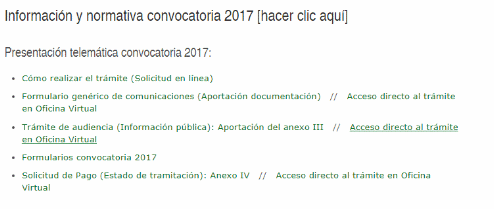 Información y normativa convocatoria 2017 [hacer clic aquí]
Presentación telemática convocatoria 2017:
• Cómo realizar el trámite (Solicitud en línea)
• Formulario genérico de comunicaciones (Aportación documentación) // Acceso directo al trámite
en Oficina Virtual
• Trámite de audiencia (Información pública): Aportación del anexo III // Acceso directo al trámite
en Oficina Virtual
• Formularios convocatoria 2017
• Solicitud de Pago (Estado de tramitación): Anexo IV // Acceso directo al trámite en Oficina
Virtual